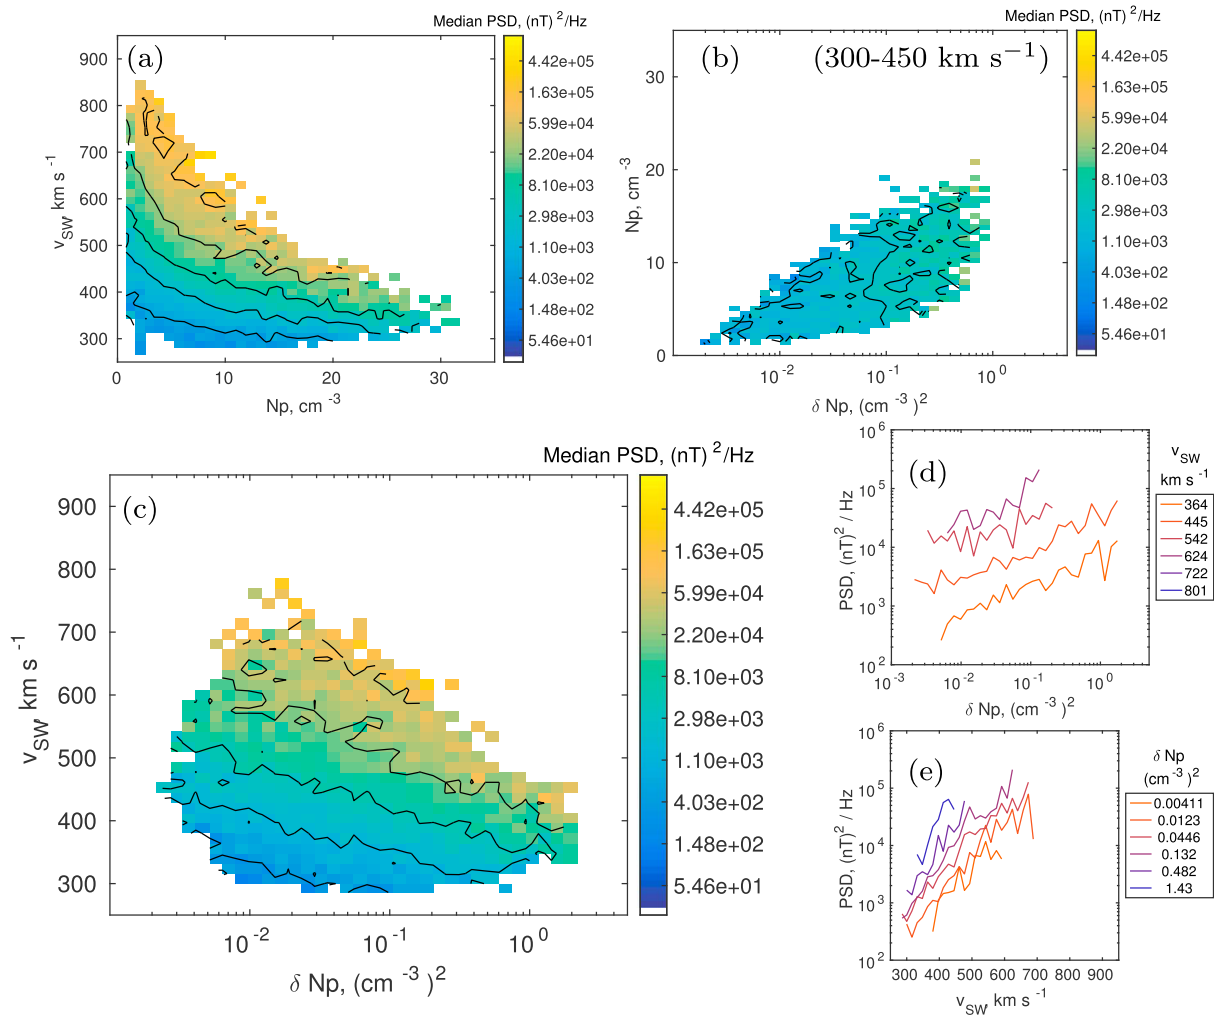 Median PSD, (nT)²/Hz
(a)
900
800
700
600
500
400
300
v_SW, km s⁻¹
0 10 20 30
Np, cm⁻³
4.42e+05
1.63e+05
5.99e+04
2.20e+04
8.10e+03
2.98e+03
1.10e+03
4.03e+02
1.48e+02
5.46e+01
Median PSD, (nT)²/Hz
(b) (300-450 km s⁻¹)
30
20
10
0
Np, cm⁻³
10⁻² 10⁻¹ 10⁰
δ Np, (cm⁻³)²
4.42e+05
1.63e+05
5.99e+04
2.20e+04
8.10e+03
2.98e+03
1.10e+03
4.03e+02
1.48e+02
5.46e+01
Median PSD, (nT)²/Hz
(c)
900
800
700
600
500
400
300
v_SW, km s⁻¹
10⁻² 10⁻¹ 10⁰
δ Np, (cm⁻³)²
4.42e+05
1.63e+05
5.99e+04
2.20e+04
8.10e+03
2.98e+03
1.10e+03
4.03e+02
1.48e+02
5.46e+01
(d)
10⁶
10⁵
10⁴
10³
10²
PSD, (nT)² / Hz
10⁻³ 10⁻² 10⁻¹ 10⁰
δ Np, (cm⁻³)²
v_SW
km s⁻¹
364
445
542
624
722
801
(e)
10⁶
10⁵
10⁴
10³
10²
PSD, (nT)² / Hz
300 400 500 600 700 800 900
v_SW, km s⁻¹
δ Np
(cm⁻³)²
0.00411
0.0123
0.0446
0.132
0.482
1.43